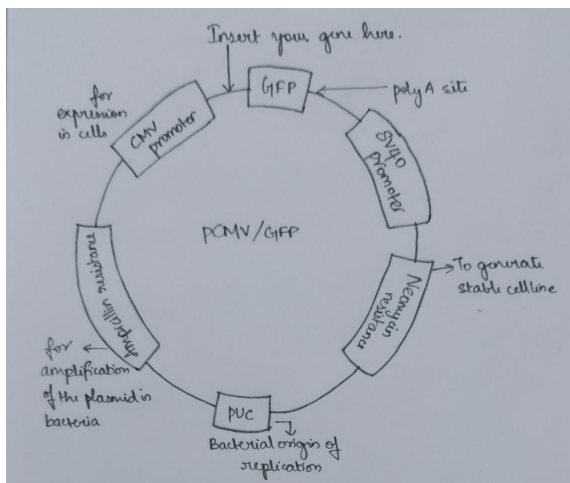 Insert your gene here.
GFP
poly A site
for
expression
in cells
CMV
promoter
SV40
promoter
pCMV/GFP
Ampicillin resistance
Neomycin
resistance
To generate
stable cell line
for
amplification
of the plasmid in
bacteria
PUC
Bacterial origin of
replication